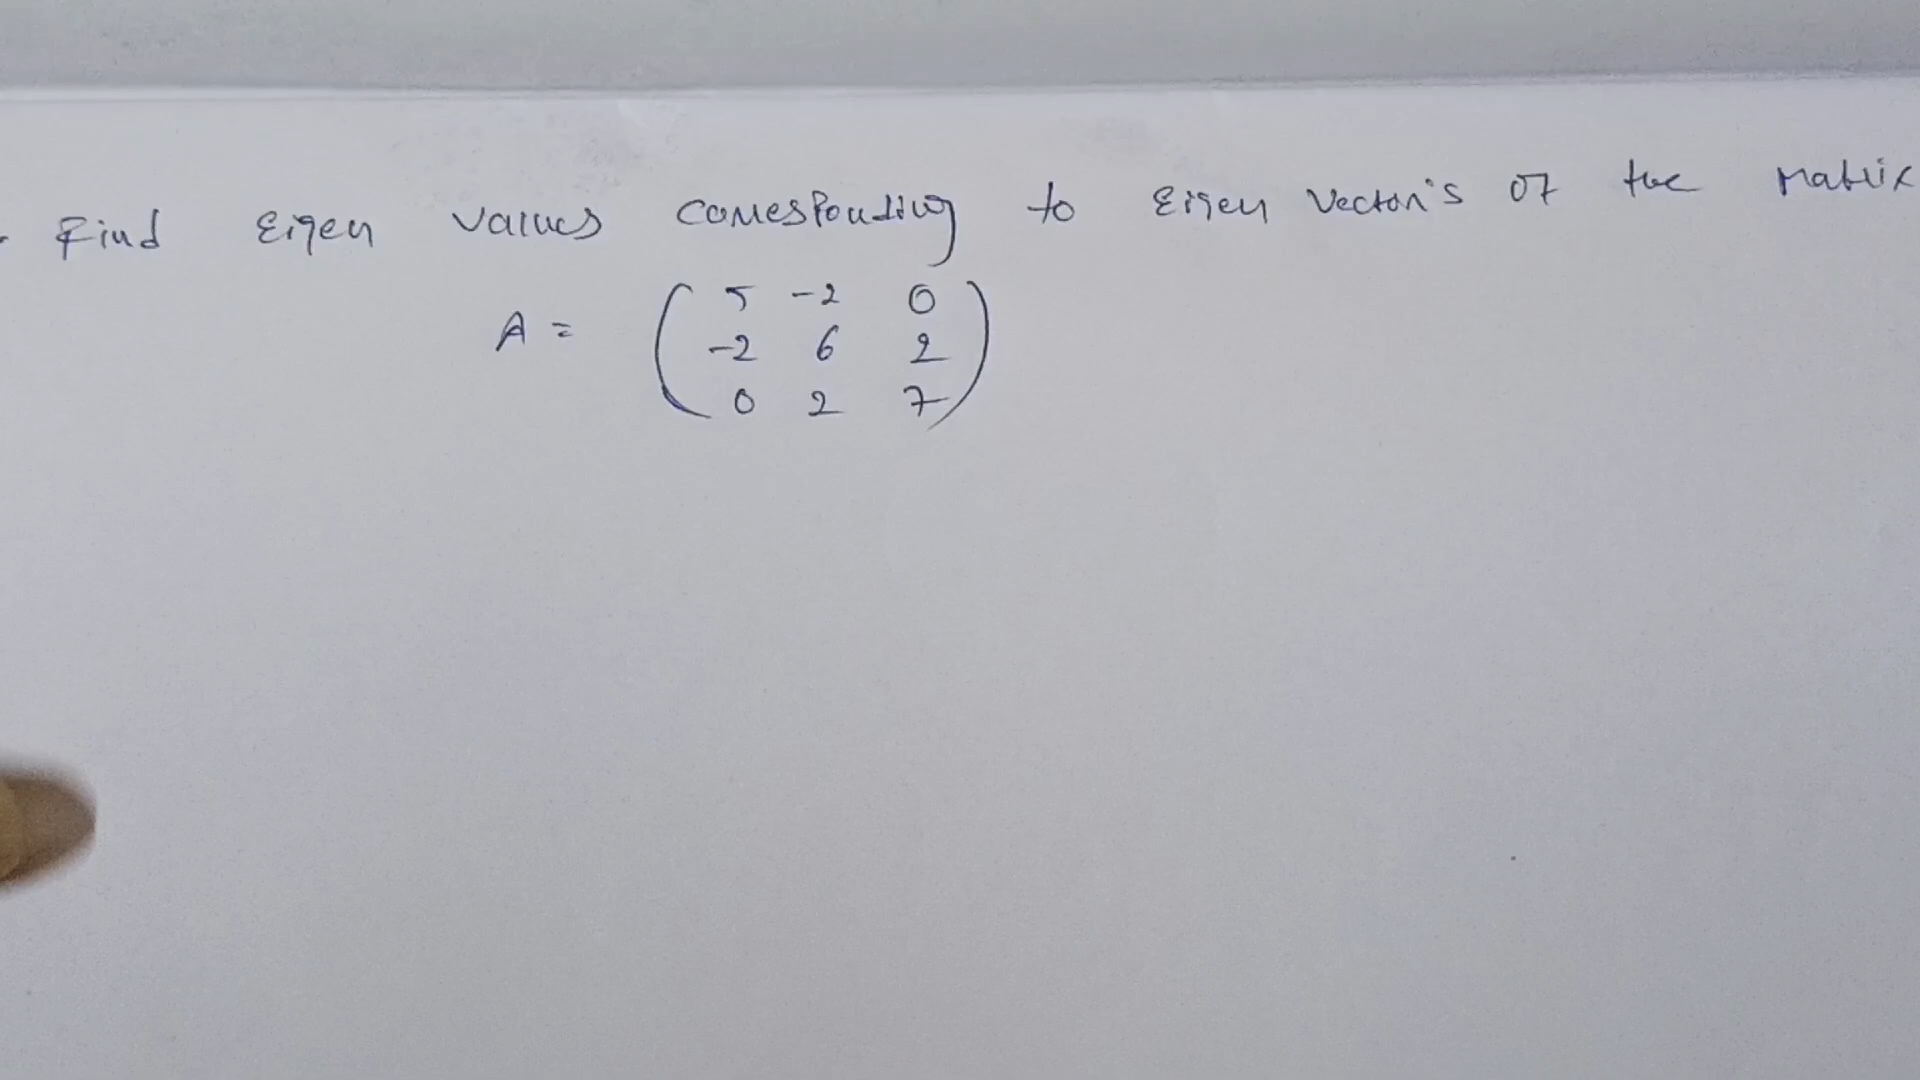 Find Eigen values corresponding to Eigen Vector's of the Matrix
A = ( 5 -2 0
-2 6 2
0 2 7 )